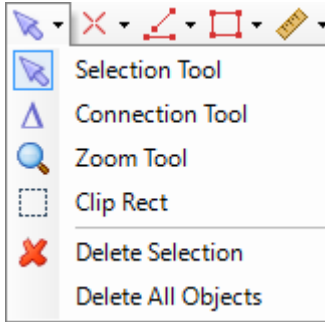 Selection Tool
Connection Tool
Zoom Tool
Clip Rect
Delete Selection
Delete All Objects